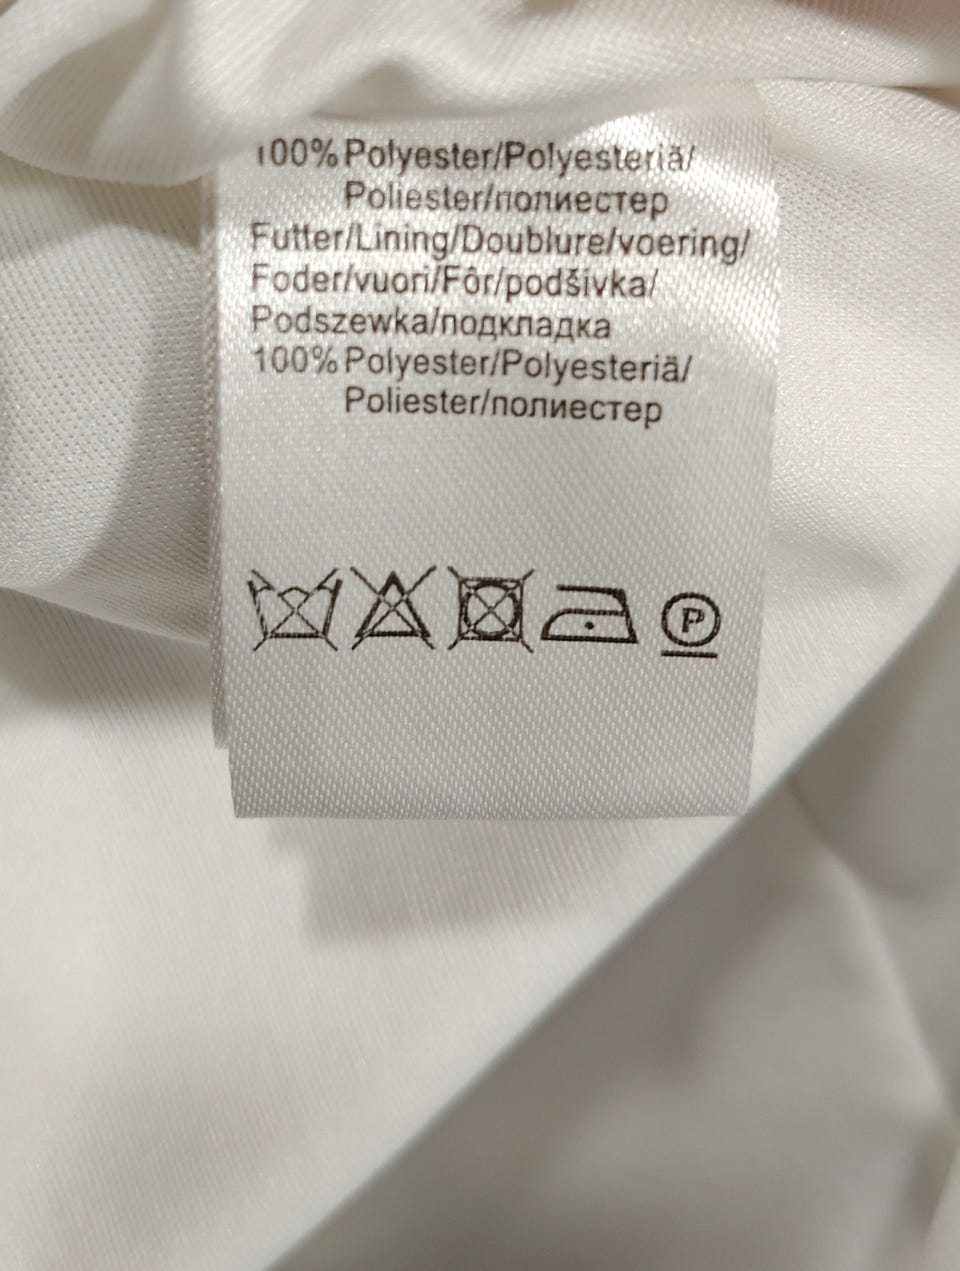 100% Polyester/Polyesteriä/
Poliester/полиестер
Futter/Lining/Doublure/voering/
Foder/vuori/Fôr/podšívka/
Podszewka/подкладка
100% Polyester/Polyesteriä/
Poliester/полиестер
P